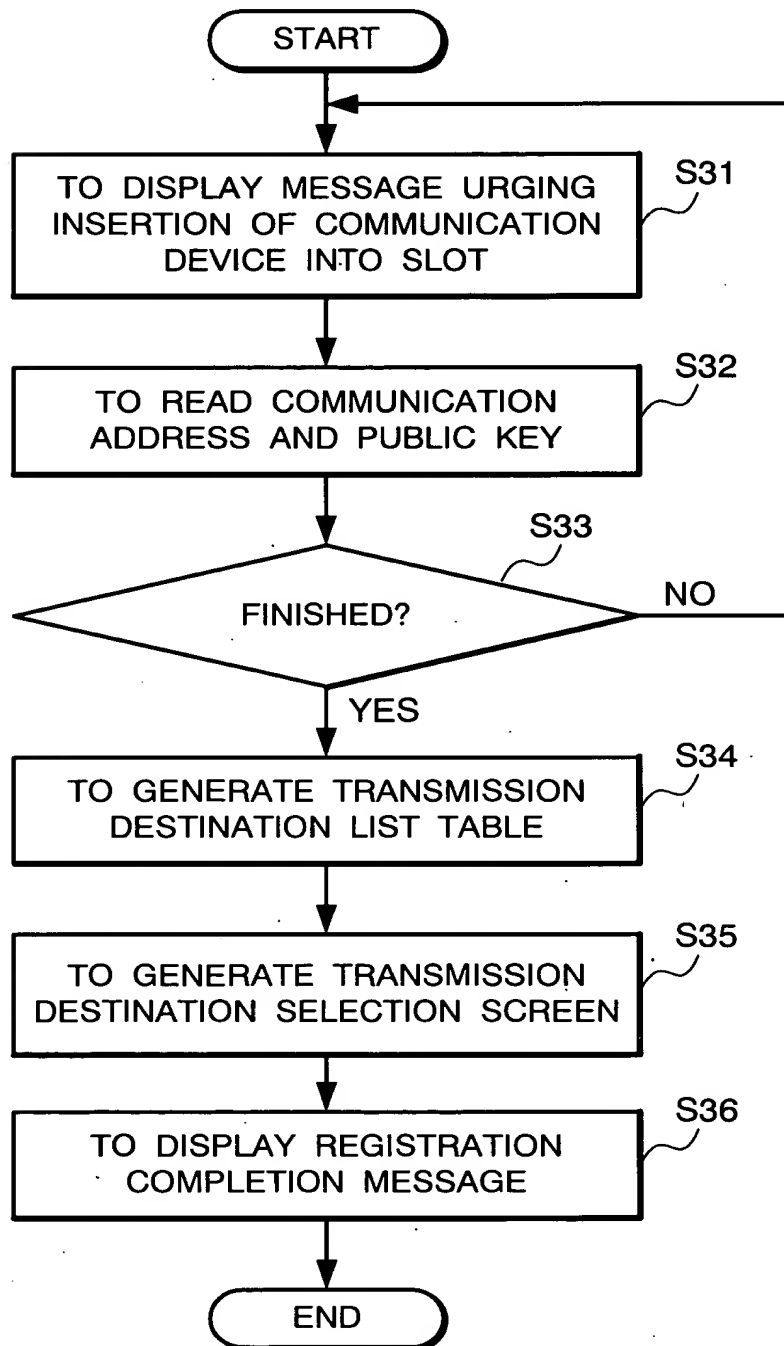 START
TO DISPLAY MESSAGE URGING
INSERTION OF COMMUNICATION
DEVICE INTO SLOT
S31
TO READ COMMUNICATION
ADDRESS AND PUBLIC KEY
S32
FINISHED?
S33
NO
YES
TO GENERATE TRANSMISSION
DESTINATION LIST TABLE
S34
TO GENERATE TRANSMISSION
DESTINATION SELECTION SCREEN
S35
TO DISPLAY REGISTRATION
COMPLETION MESSAGE
S36
END